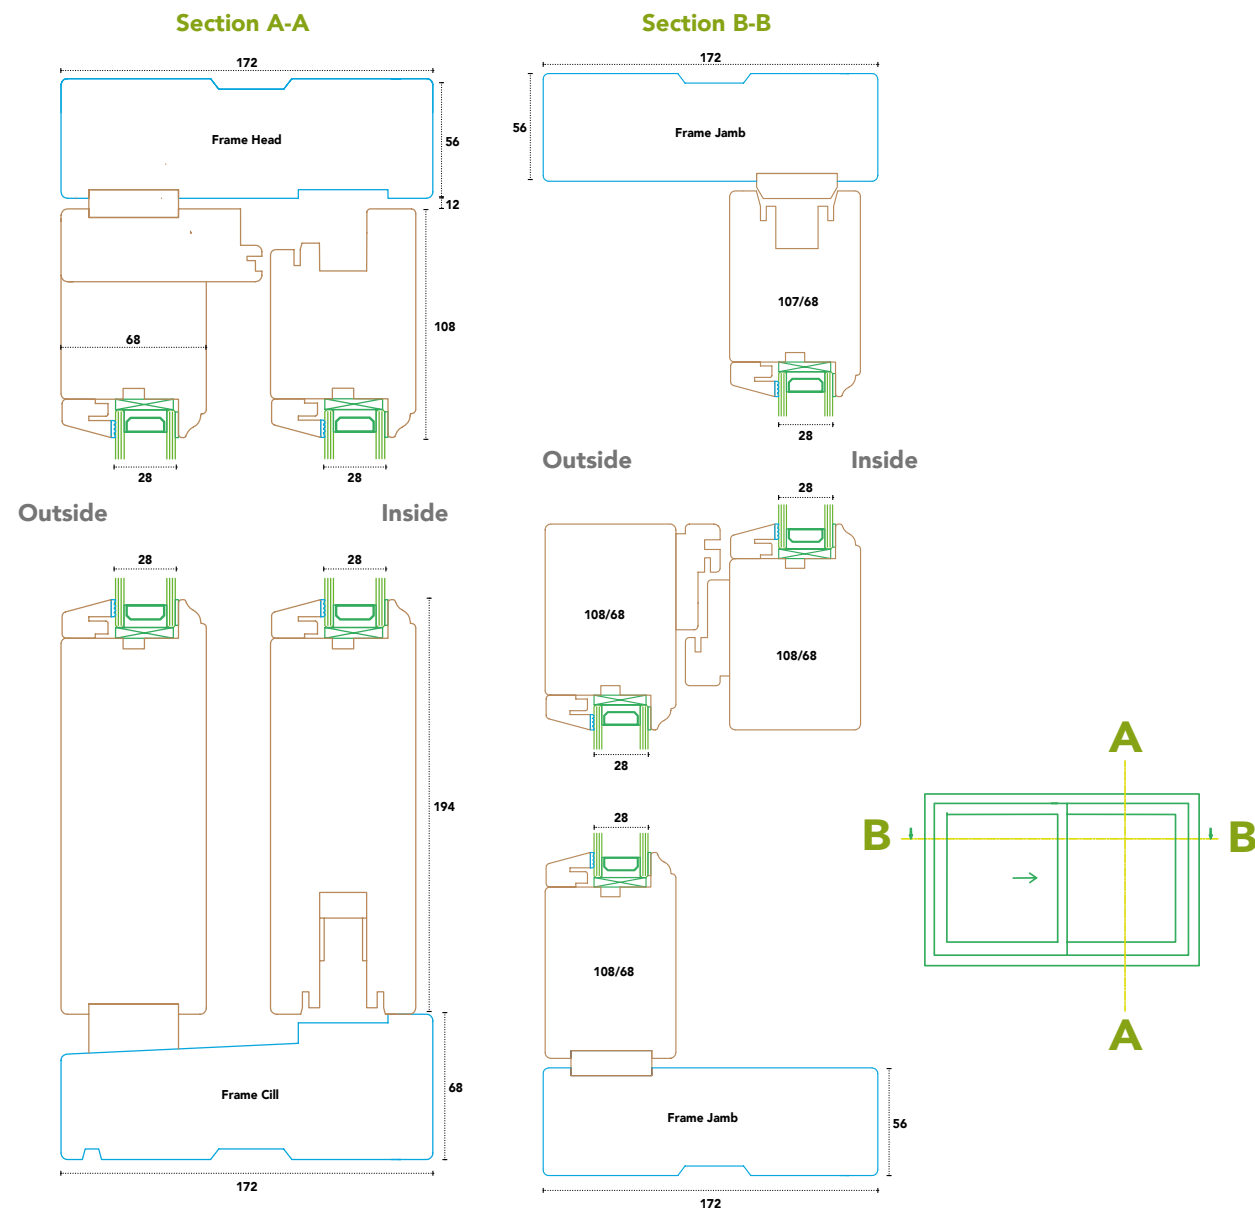 Section A-A
172
Frame Head
56
12
108
68
28
28
Outside
Inside
28
28
194
Frame Cill
68
172
Section B-B
172
56
Frame Jamb
107/68
28
Outside
Inside
28
108/68
108/68
28
28
108/68
Frame Jamb
56
172
A
B
B
A